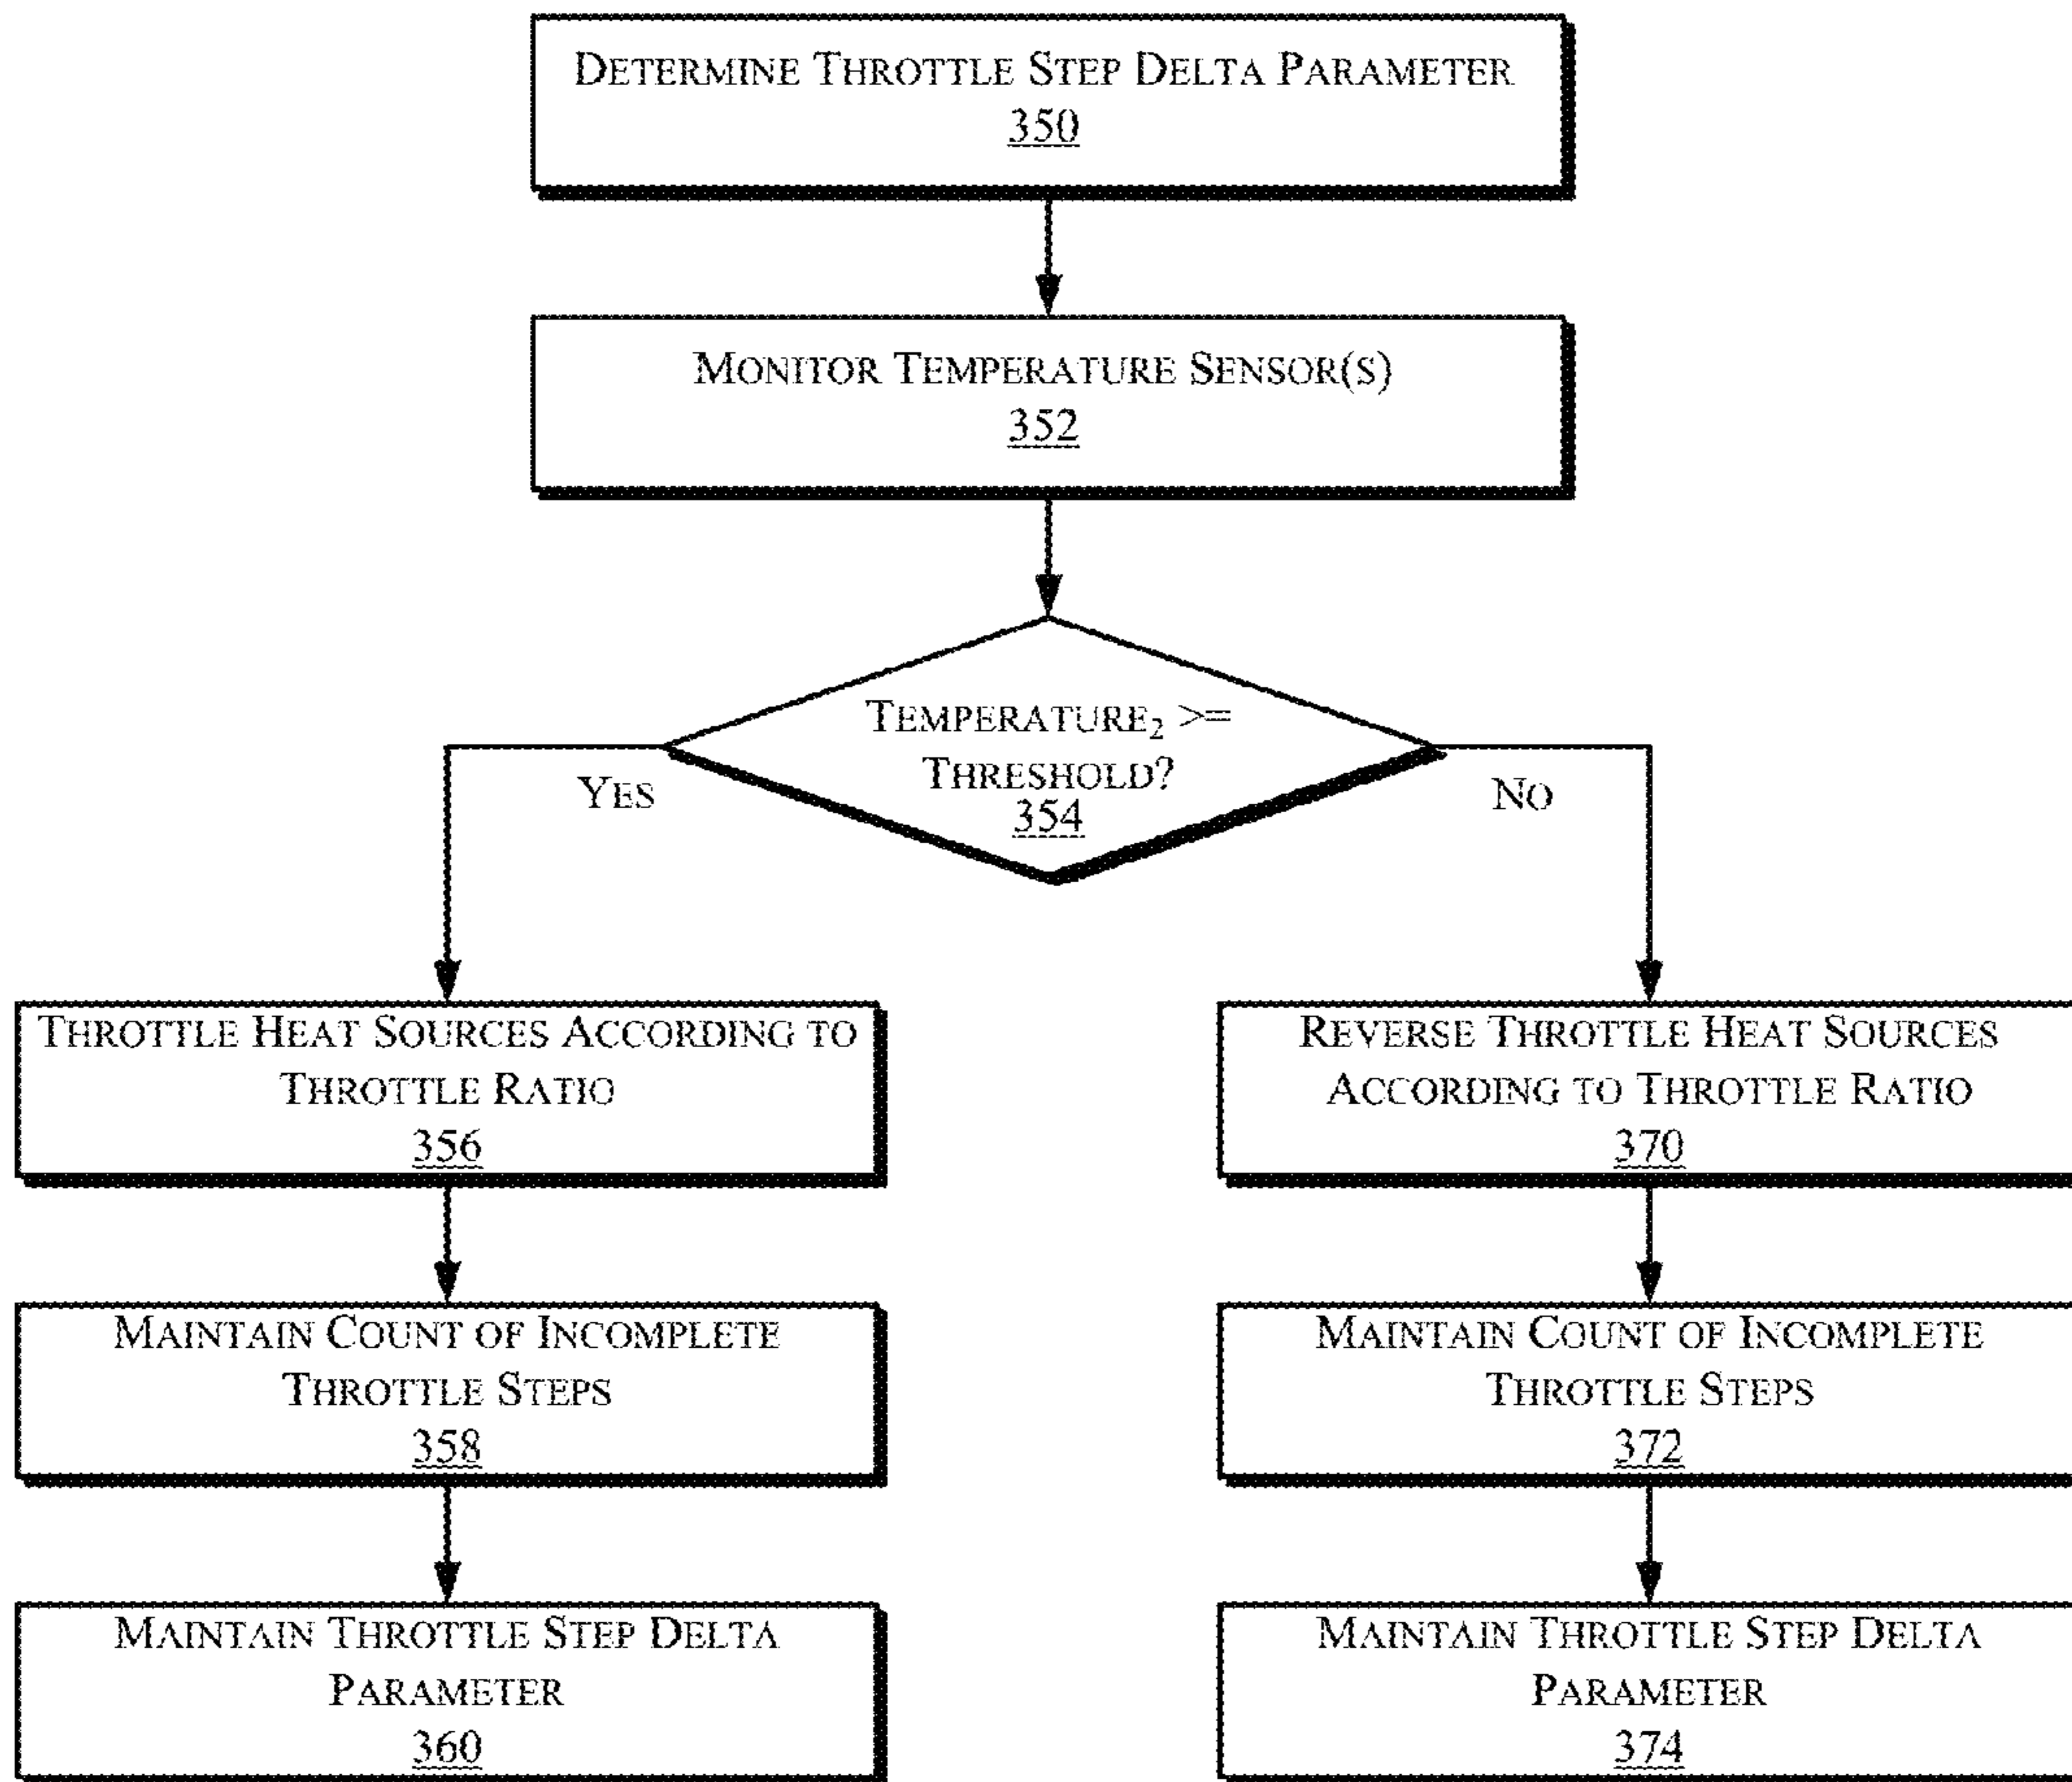 DETERMINE THROTTLE STEP DELTA PARAMETER
350
MONITOR TEMPERATURE SENSOR(S)
352
TEMPERATURE₂ >=
THRESHOLD?
354
YES
NO
THROTTLE HEAT SOURCES ACCORDING TO
THROTTLE RATIO
356
REVERSE THROTTLE HEAT SOURCES
ACCORDING TO THROTTLE RATIO
370
MAINTAIN COUNT OF INCOMPLETE
THROTTLE STEPS
358
MAINTAIN COUNT OF INCOMPLETE
THROTTLE STEPS
372
MAINTAIN THROTTLE STEP DELTA
PARAMETER
360
MAINTAIN THROTTLE STEP DELTA
PARAMETER
374